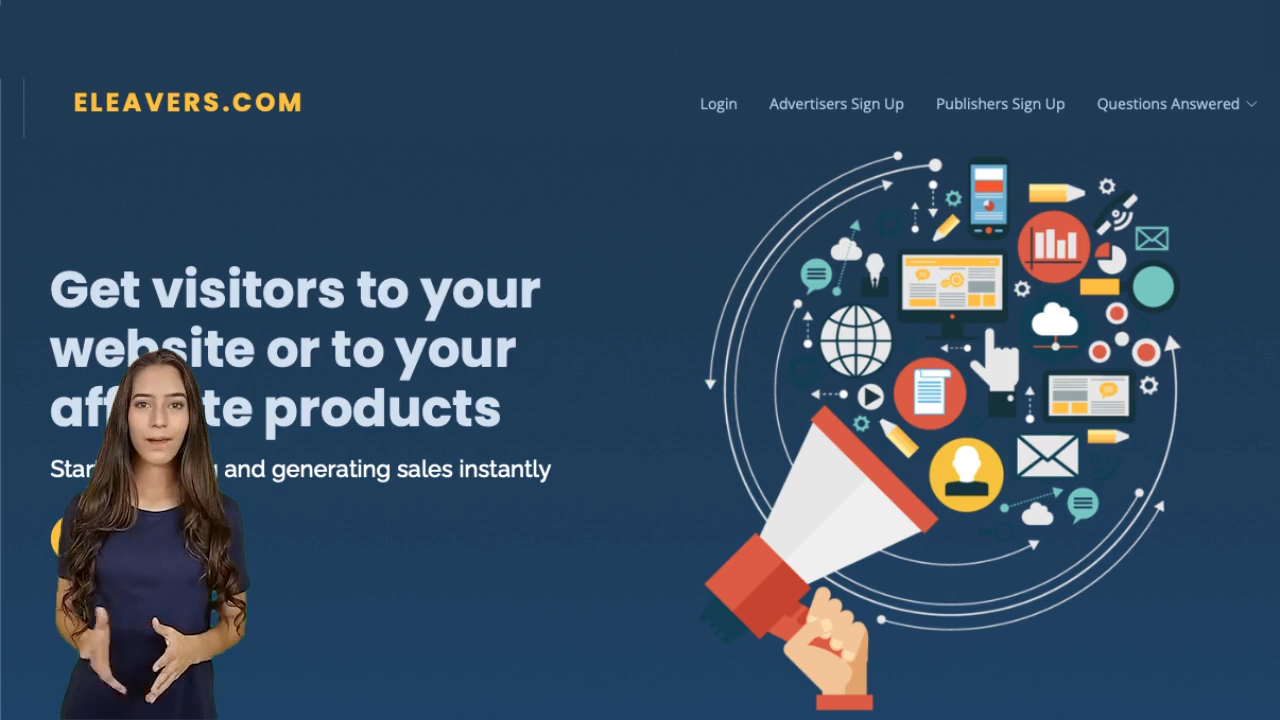 ELEAVERS.COM
Login
Advertisers Sign Up
Publishers Sign Up
Questions Answered
Get visitors to your
website or to your
products
and generating sales instantly